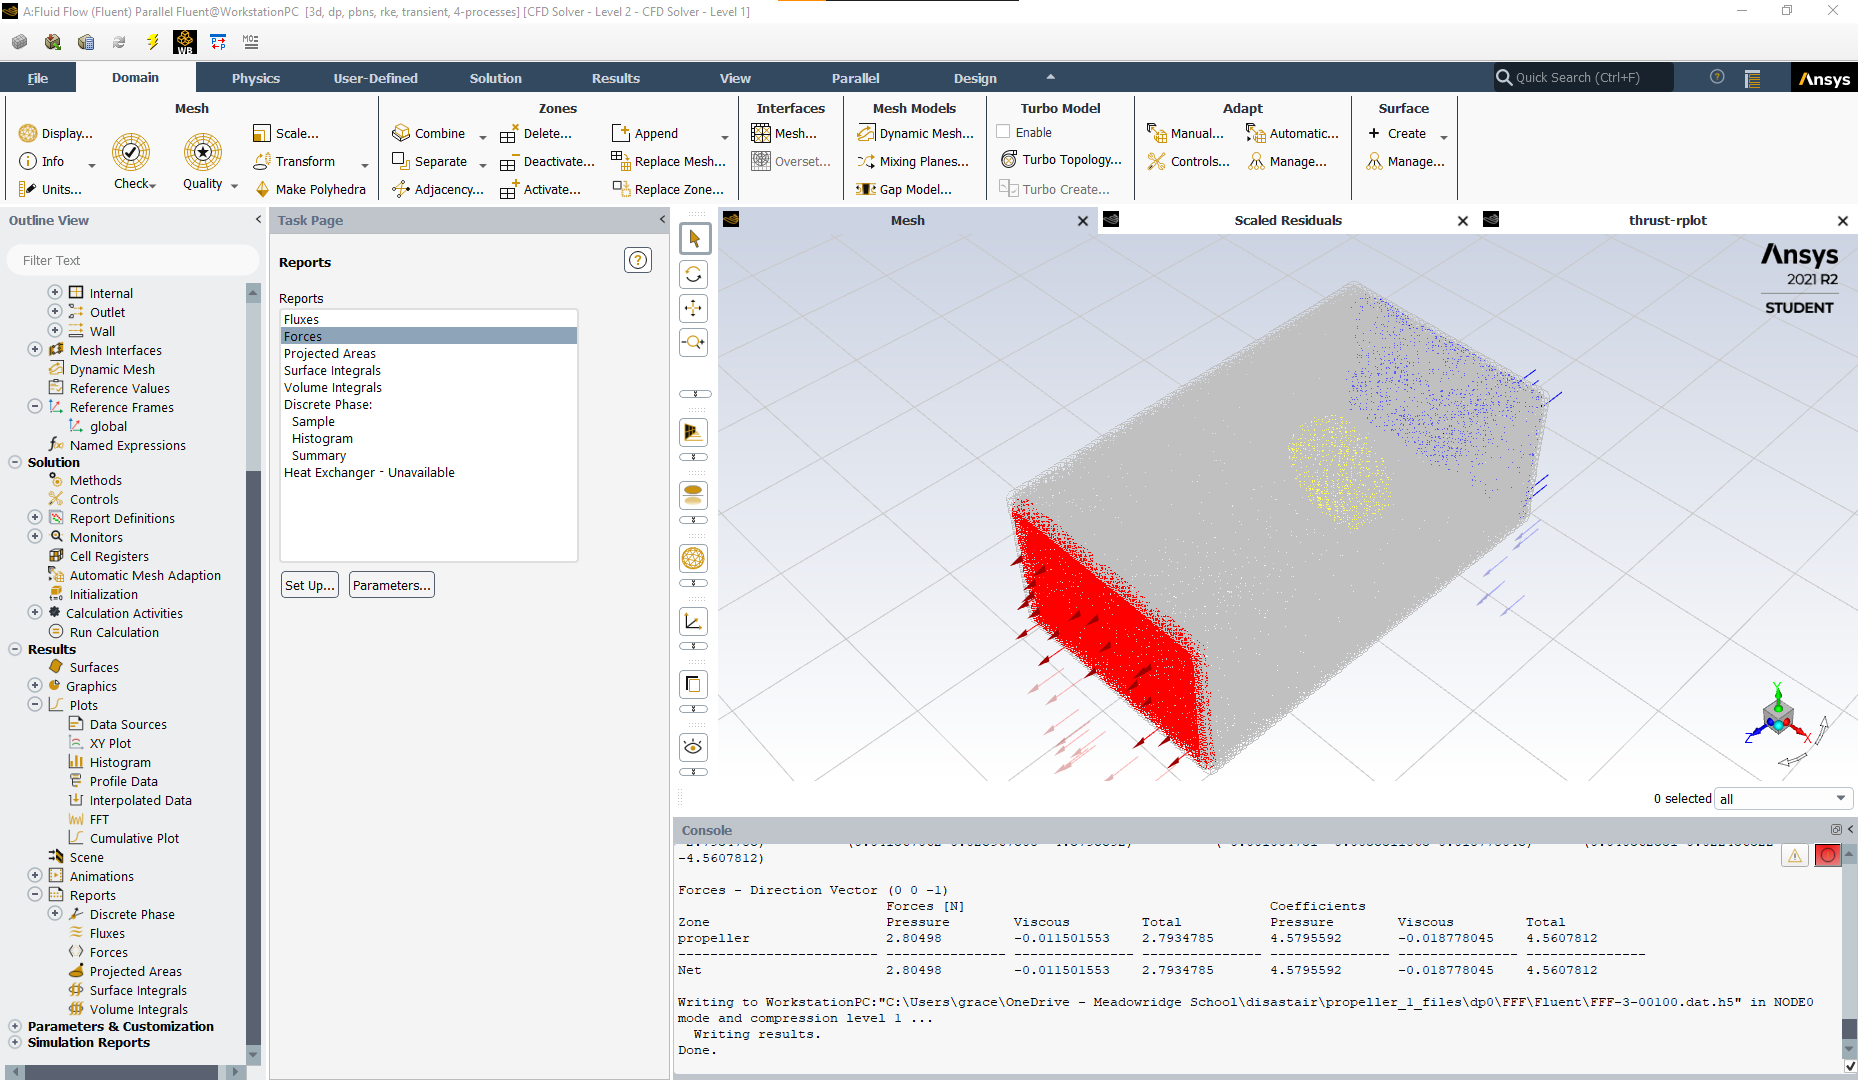 A:Fluid Flow (Fluent) Parallel Fluent@WorkstationPC [3d, dp, pbns, rke, transient, 4-processes] [CFD Solver - Level 2 - CFD Solver - Level 1]
WB
File Domain Physics User-Defined Solution Results View Parallel Design
Quick Search (Ctrl+F)
Ansys
Mesh
Display...
Info
Units...
Check
Quality
Scale...
Transform
Make Polyhedra
Zones
Combine
Separate
Adjacency...
Delete...
Deactivate...
Activate...
Append
Replace Mesh...
Replace Zone...
Interfaces
Mesh...
Overset...
Mesh Models
Dynamic Mesh...
Mixing Planes...
Gap Model...
Turbo Model
Enable
Turbo Topology...
Turbo Create...
Adapt
Manual...
Controls...
Automatic...
Manage...
Surface
Create
Manage...
Outline View
Filter Text
Internal
Outlet
Wall
Mesh Interfaces
Dynamic Mesh
Reference Values
Reference Frames
global
Named Expressions
Solution
Methods
Controls
Report Definitions
Monitors
Cell Registers
Automatic Mesh Adaption
Initialization
Calculation Activities
Run Calculation
Results
Surfaces
Graphics
Plots
Data Sources
XY Plot
Histogram
Profile Data
Interpolated Data
FFT
Cumulative Plot
Scene
Animations
Reports
Discrete Phase
Fluxes
Forces
Projected Areas
Surface Integrals
Volume Integrals
Parameters & Customization
Simulation Reports
Task Page
Reports
Reports
Fluxes
Forces
Projected Areas
Surface Integrals
Volume Integrals
Discrete Phase:
Sample
Histogram
Summary
Heat Exchanger - Unavailable
Set Up...
Parameters...
Mesh
Scaled Residuals
thrust-rplot
Ansys
2021 R2
STUDENT
Y
Z
X
0 selected all
Console
-4.5607812)
Forces - Direction Vector (0 0 -1)
Forces [N] Coefficients
Zone Pressure Viscous Total Pressure Viscous Total
propeller 2.80498 -0.011501553 2.7934785 4.5795592 -0.018778045 4.5607812
------------------------- --------------- --------------- --------------- --------------- --------------- ---------------
Net 2.80498 -0.011501553 2.7934785 4.5795592 -0.018778045 4.5607812
Writing to WorkstationPC:"C:\Users\grace\OneDrive - Meadowridge School\disastair\propeller_1_files\dp0\FFF\Fluent\FFF-3-00100.dat.h5" in NODE0
mode and compression level 1 ...
Writing results.
Done.